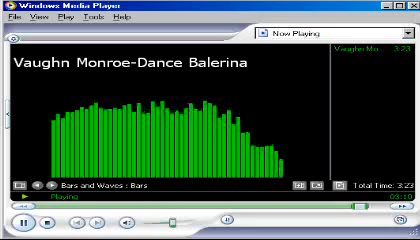 Windows Media Player
File View Play Tools Help
Now Playing
Vaughn Monroe-Dance Balerina
Vaughn Mo... 3:23
Bars and Waves : Bars
Total Time: 3:23
Playing 03:10